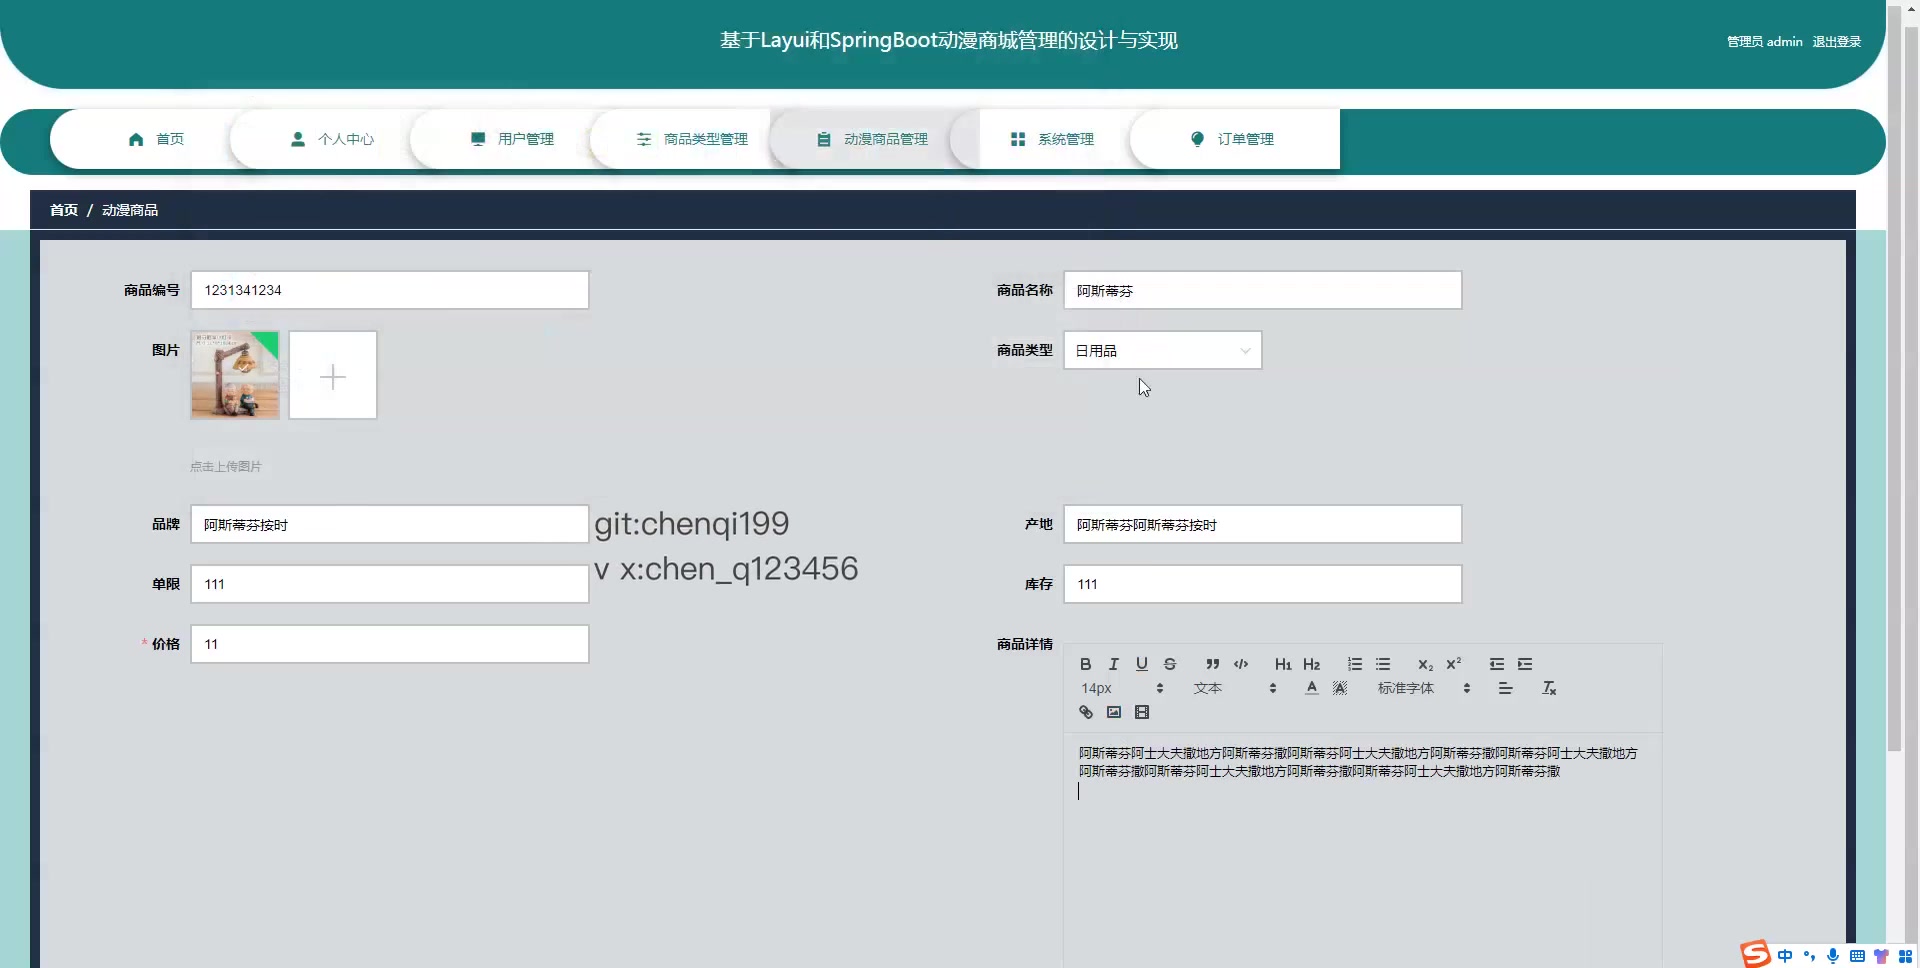 基于Layui和SpringBoot动漫商城管理的设计与实现
管理员 admin 退出登录
首页 个人中心 用户管理 商品类型管理 动漫商品管理 系统管理 订单管理
首页 / 动漫商品
商品编号 1231341234 商品名称 阿斯蒂芬
图片 商品类型 日用品
点击上传图片
品牌 阿斯蒂芬按时 产地 阿斯蒂芬阿斯蒂芬按时
git:chenqi199
v x:chen_q123456
单限 111 库存 111
* 价格 11 商品详情
B I U S H1 H2 X2 X2
14px 文本 A A 标准字体 Tx
阿斯蒂芬阿士大夫撒地方阿斯蒂芬撒阿斯蒂芬阿士大夫撒地方阿斯蒂芬撒阿斯蒂芬阿士大夫撒地方
阿斯蒂芬撒阿斯蒂芬阿士大夫撒地方阿斯蒂芬撒阿斯蒂芬阿士大夫撒地方阿斯蒂芬撒
S 中